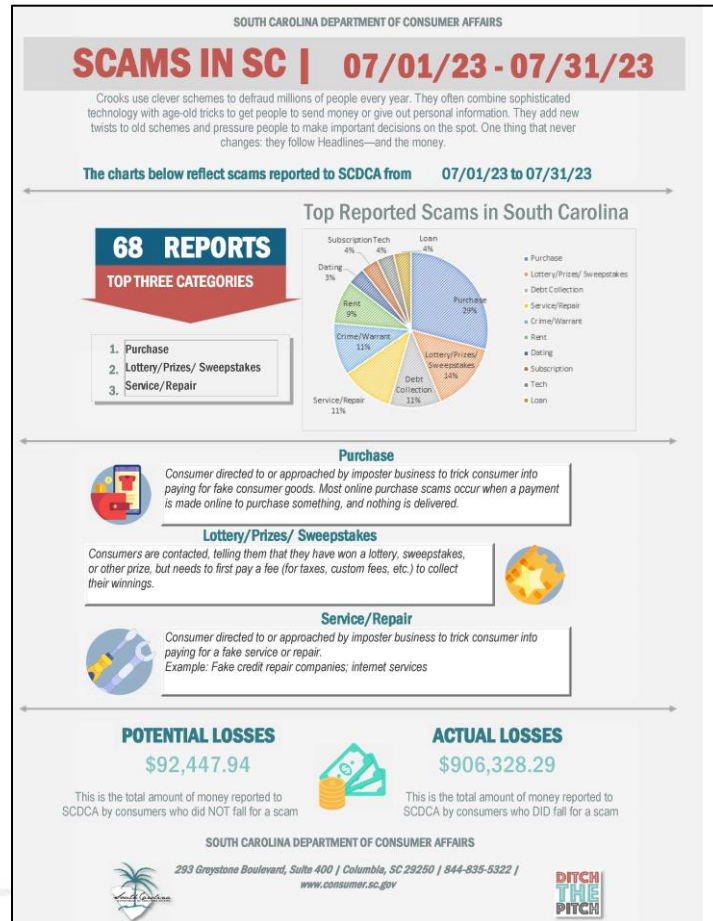 SOUTH CAROLINA DEPARTMENT OF CONSUMER AFFAIRS
SCAMS IN SC | 07/01/23 - 07/31/23
Crooks use clever schemes to defraud millions of people every year. They often combine sophisticated
technology with age-old tricks to get people to send money or give out personal information. They add new
twists to old schemes and pressure people to make important decisions on the spot. One thing that never
changes: they follow Headlines—and the money.
The charts below reflect scams reported to SCDCA from 07/01/23 to 07/31/23
68 REPORTS
TOP THREE CATEGORIES
1. Purchase
2. Lottery/Prizes/ Sweepstakes
3. Service/Repair
Top Reported Scams in South Carolina
Subscription
4%
Tech
4%
Loan
4%
Dating
3%
Rent
9%
Crime/Warrant
11%
Service/Repair
11%
Debt
Collection
11%
Lottery/Prizes/
Sweepstakes
14%
Purchase
29%
Purchase
Lottery/Prizes/ Sweepstakes
Debt Collection
Service/Repair
Crime/Warrant
Rent
Dating
Subscription
Tech
Loan
Purchase
Consumer directed to or approached by imposter business to trick consumer into
paying for fake consumer goods. Most online purchase scams occur when a payment
is made online to purchase something, and nothing is delivered.
Lottery/Prizes/ Sweepstakes
Consumers are contacted, telling them that they have won a lottery, sweepstakes,
or other prize, but needs to first pay a fee (for taxes, custom fees, etc.) to collect
their winnings.
Service/Repair
Consumer directed to or approached by imposter business to trick consumer into
paying for a fake service or repair.
Example: Fake credit repair companies; internet services
POTENTIAL LOSSES
$92,447.94
This is the total amount of money reported to
SCDCA by consumers who did NOT fall for a scam
ACTUAL LOSSES
$906,328.29
This is the total amount of money reported to
SCDCA by consumers who DID fall for a scam
SOUTH CAROLINA DEPARTMENT OF CONSUMER AFFAIRS
293 Greystone Boulevard, Suite 400 | Columbia, SC 29250 | 844-835-5322 |
www.consumer.sc.gov
South Carolina
DITCH
THE
PITCH